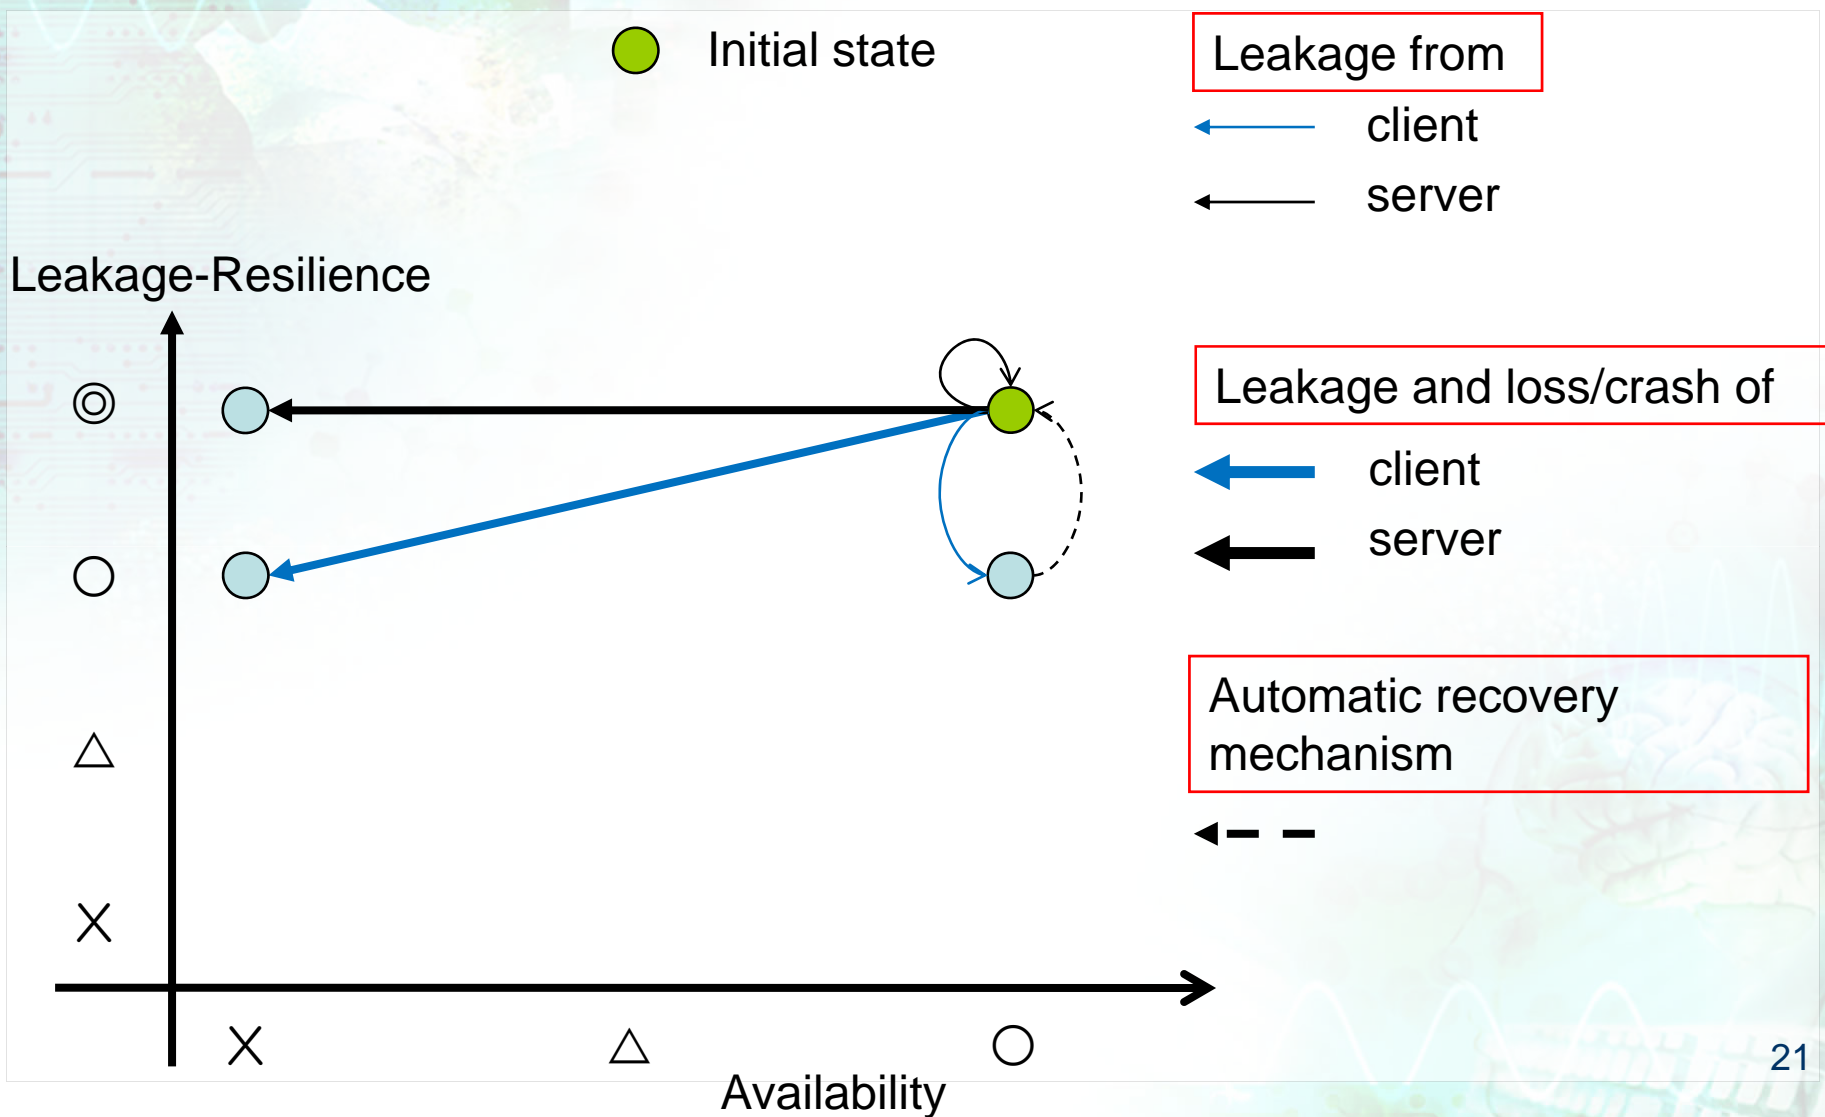 Initial state
Leakage from
client
server
Leakage-Resilience
Leakage and loss/crash of
client
server
Automatic recovery
mechanism
Availability
21